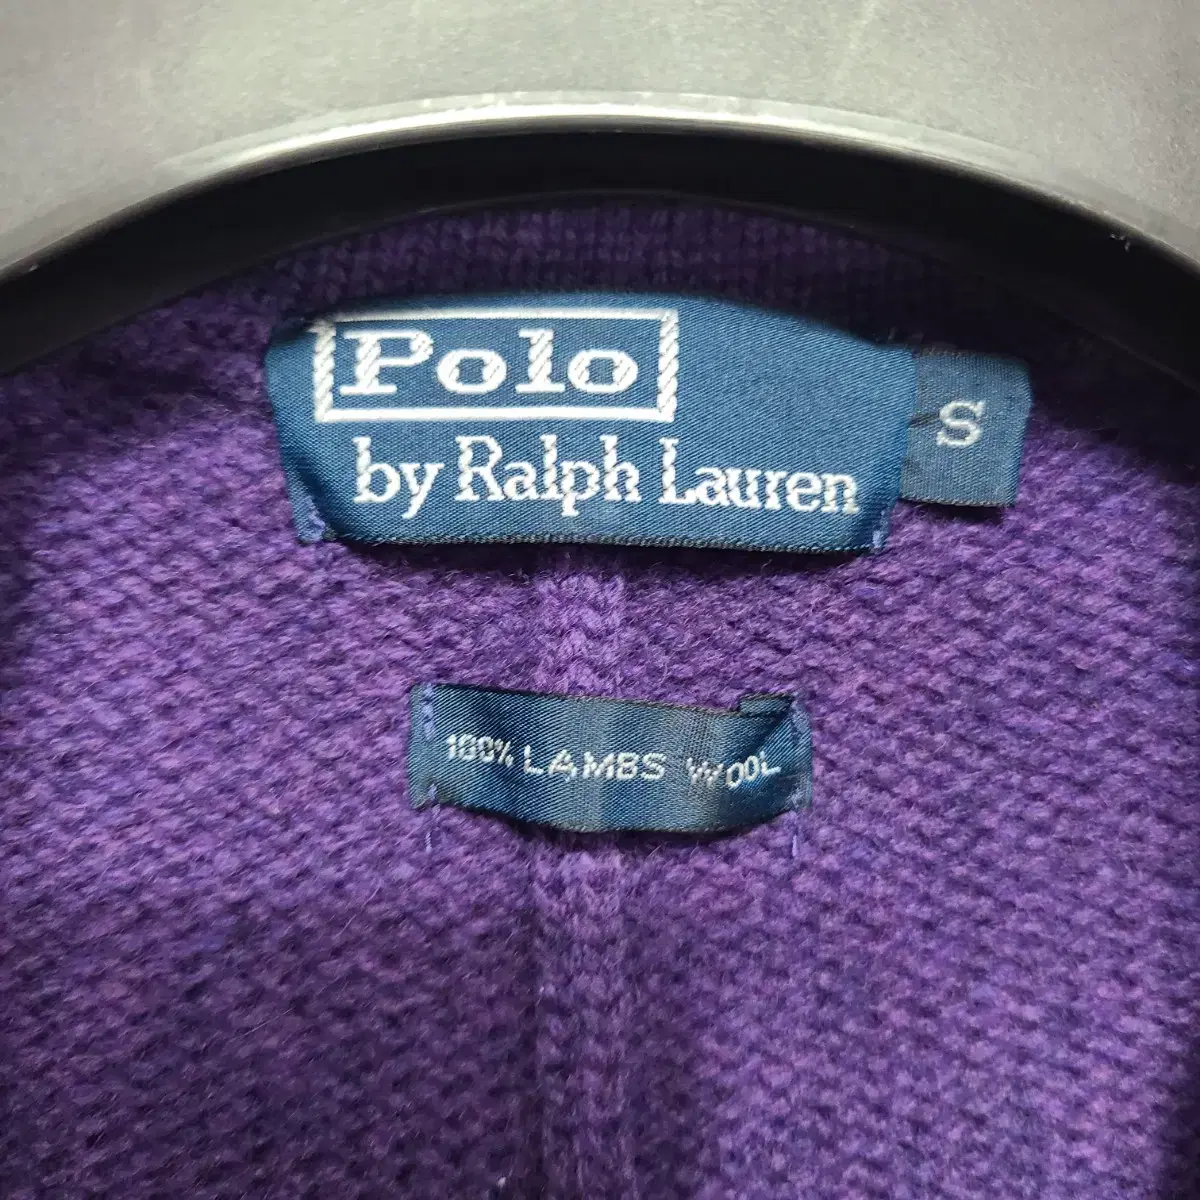 Polo
by Ralph Lauren
S
100% LAMBS WOOL